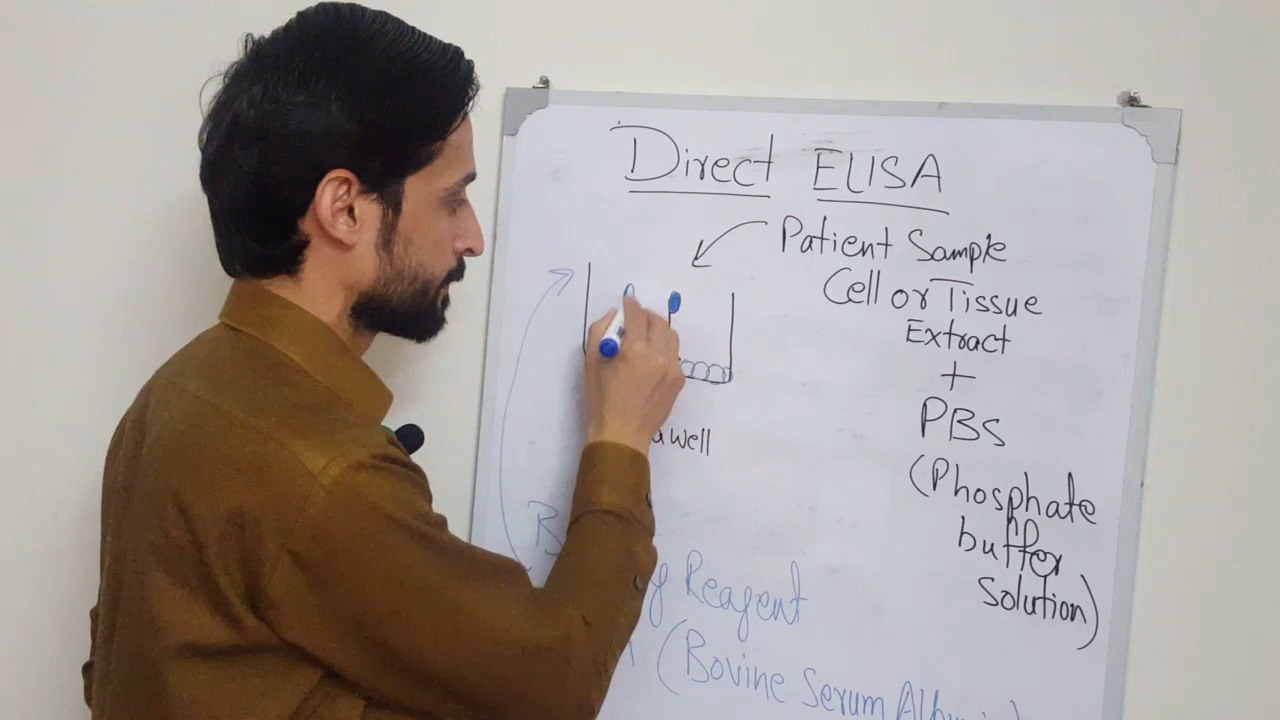 Direct ELISA
Patient Sample
Cell or Tissue
Extract
+
PBS
(Phosphate
buffer
solution)
well
Reagent
(Bovine Serum Albumin)